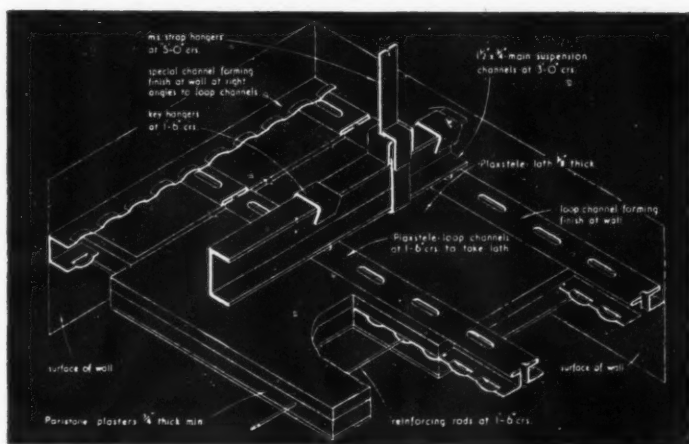 m.s. strap hangers
at 5'-0" crs.
special channel forming
finish at wall at right
angles to loop channels
key hangers
at 1'-6" crs.
1½" x ¾" main suspension
channels at 3'-0" crs.
Plaxstele lath ⅜" thick
loop channel forming
finish at wall
Plaxstele loop channels
at 1'-6" crs. to take lath
surface of wall
surface of wall
Paristone plasters ⅝" thick min
reinforcing rods at 1'-6" crs.